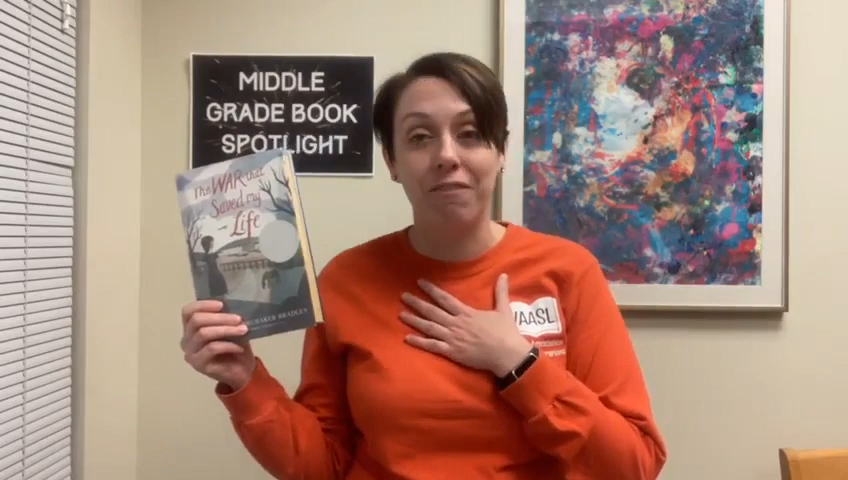 MIDDLE
GRADE BOOK
SPOTLIGHT
The WAR that
Saved my
Life
BRADLEY
VAASL